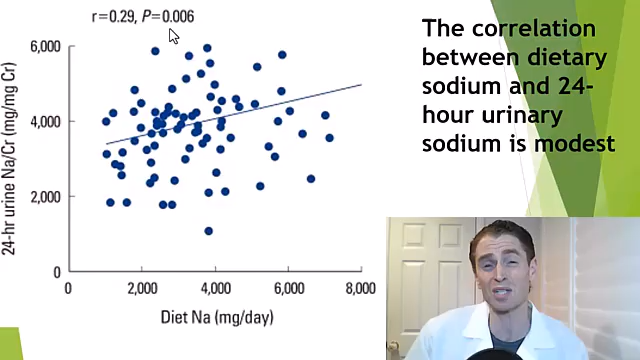 r=0.29, P=0.006
The correlation
between dietary
sodium and 24-
hour urinary
sodium is modest
24-hr urine Na/Cr (mg/mg Cr)
6,000
4,000
2,000
0
0
2,000
4,000
6,000
8,000
Diet Na (mg/day)